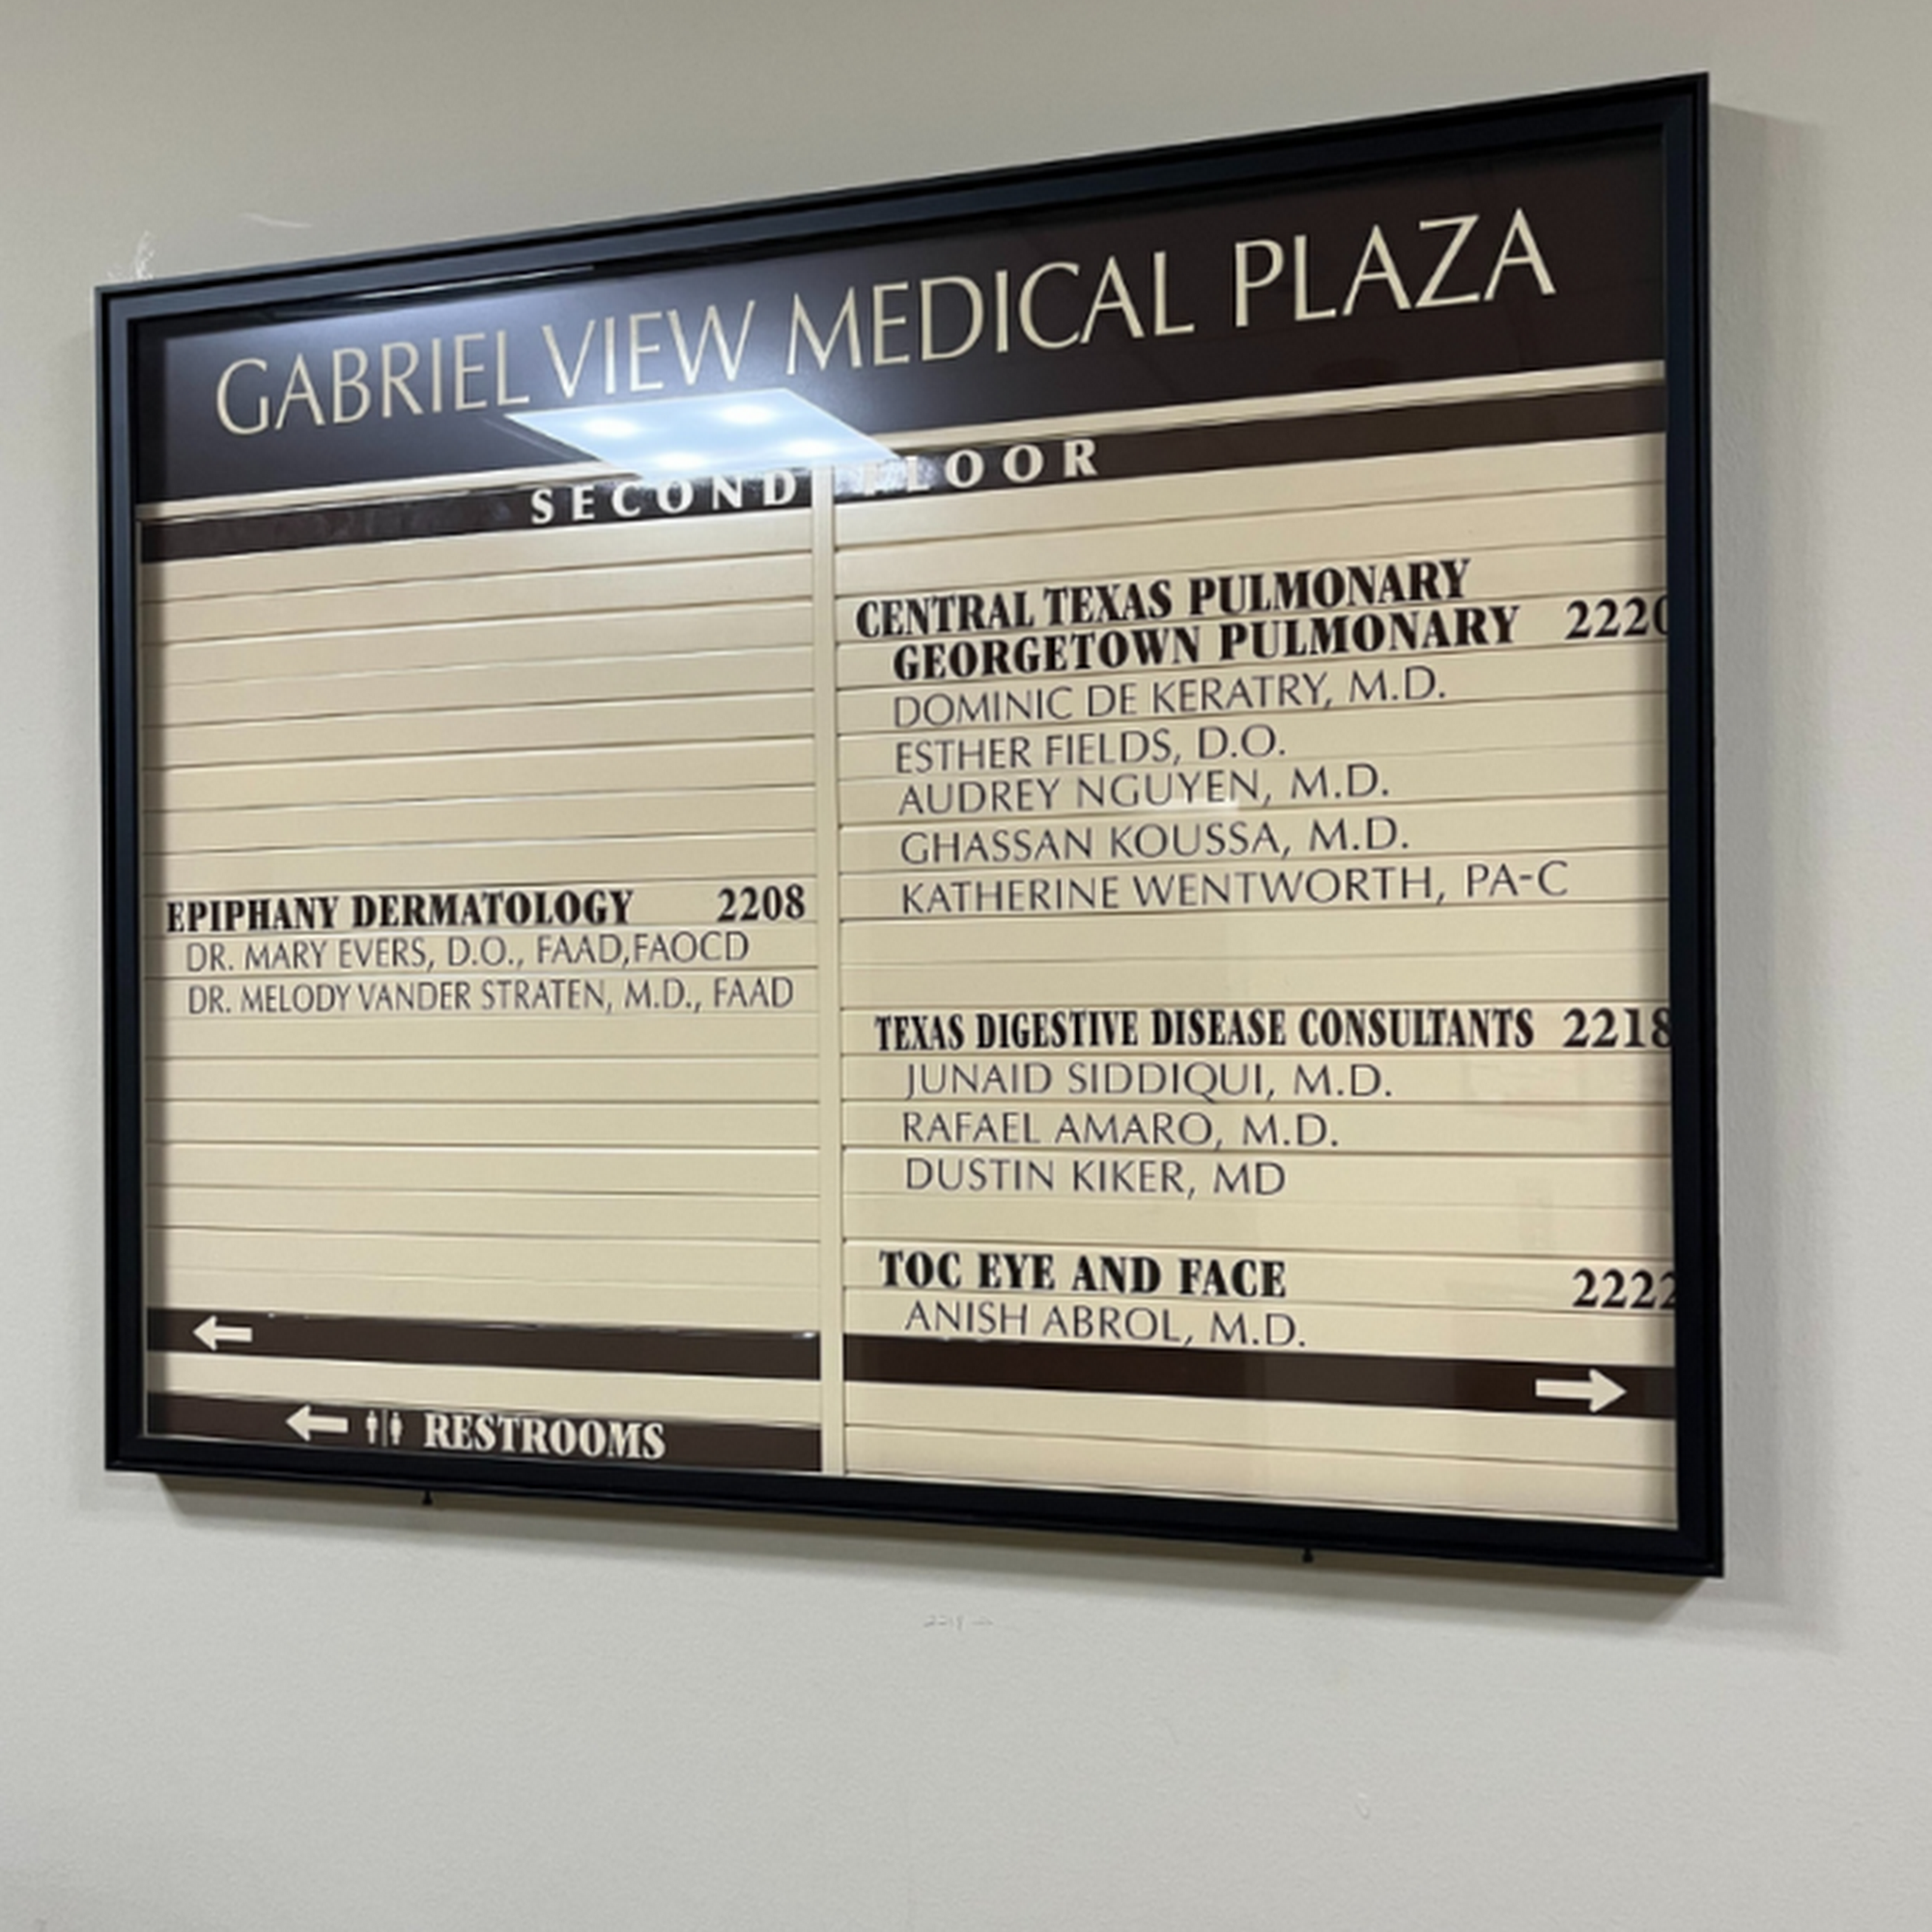 GABRIEL VIEW MEDICAL PLAZA
SECOND FLOOR
EPIPHANY DERMATOLOGY 2208
DR. MARY EVERS, D.O., FAAD,FAOCD
DR. MELODY VANDER STRATEN, M.D., FAAD
←
← RESTROOMS
CENTRAL TEXAS PULMONARY
GEORGETOWN PULMONARY 2220
DOMINIC DE KERATRY, M.D.
ESTHER FIELDS, D.O.
AUDREY NGUYEN, M.D.
GHASSAN KOUSSA, M.D.
KATHERINE WENTWORTH, PA-C
TEXAS DIGESTIVE DISEASE CONSULTANTS 2218
JUNAID SIDDIQUI, M.D.
RAFAEL AMARO, M.D.
DUSTIN KIKER, MD
TOC EYE AND FACE 2222
ANISH ABROL, M.D.
→